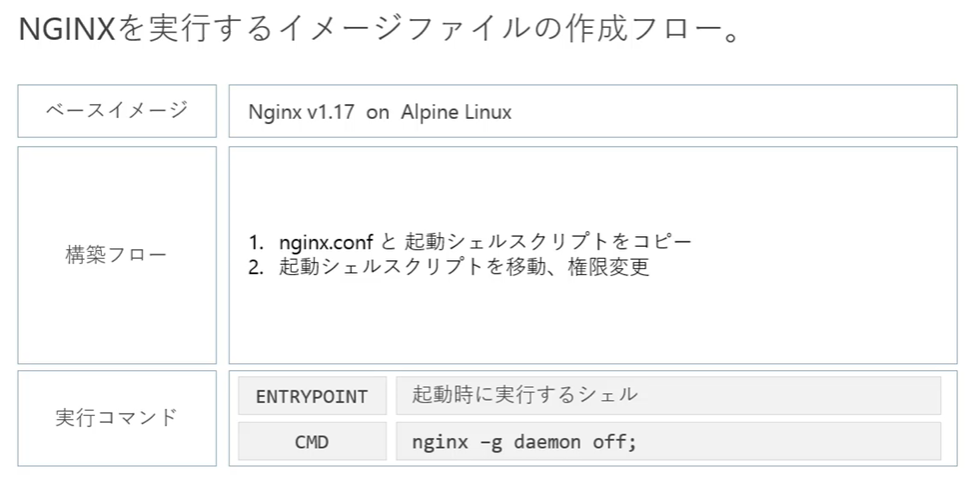 NGINXを実行するイメージファイルの作成フロー。
ベースイメージ
Nginx v1.17 on Alpine Linux
構築フロー
1. nginx.conf と 起動シェルスクリプトをコピー
2. 起動シェルスクリプトを移動、権限変更
実行コマンド
ENTRYPOINT
起動時に実行するシェル
CMD
nginx –g daemon off;